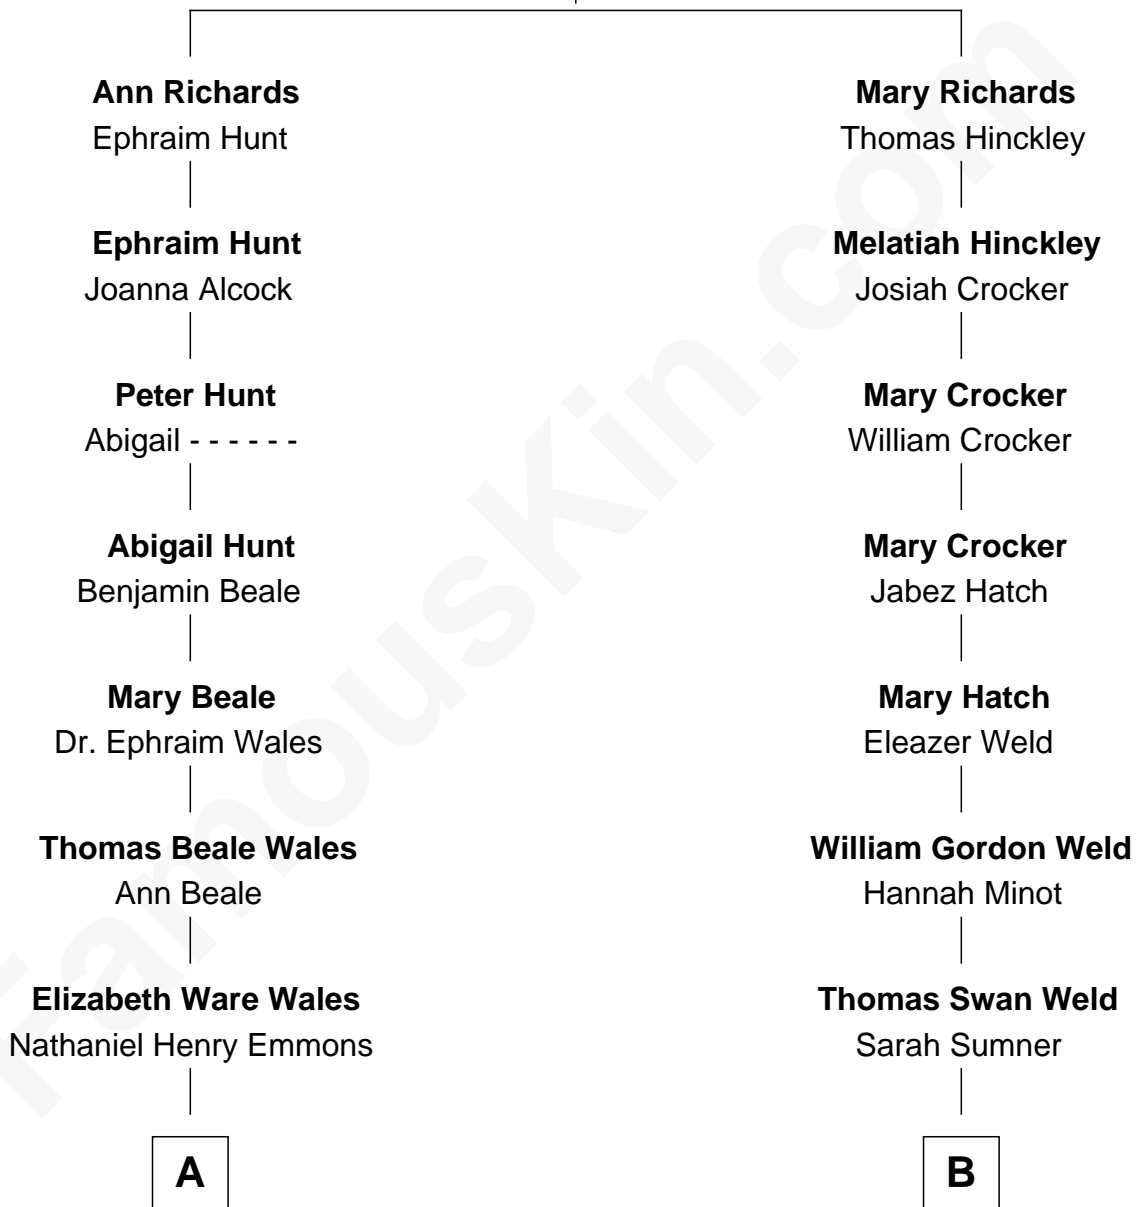 Ann Richards
Ephraim Hunt
Mary Richards
Thomas Hinckley
Ephraim Hunt
Joanna Alcock
Melatiah Hinckley
Josiah Crocker
Peter Hunt
Abigail - - - - - -
Mary Crocker
William Crocker
Abigail Hunt
Benjamin Beale
Mary Crocker
Jabez Hatch
Mary Beale
Dr. Ephraim Wales
Mary Hatch
Eleazer Weld
Thomas Beale Wales
Ann Beale
William Gordon Weld
Hannah Minot
Elizabeth Ware Wales
Nathaniel Henry Emmons
Thomas Swan Weld
Sarah Sumner
A
B
FamousKin.com